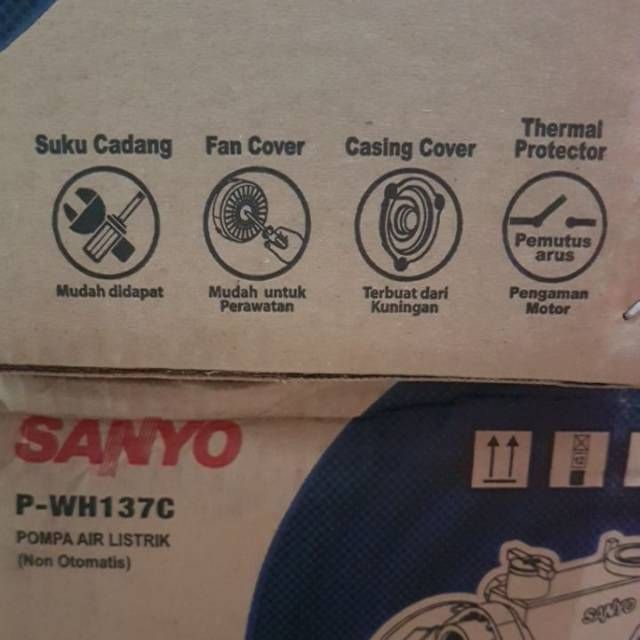 Suku Cadang
Mudah didapat
Fan Cover
Mudah untuk
Perawatan
Casing Cover
Terbuat dari
Kuningan
Thermal
Protector
Pemutus
arus
Pengaman
Motor
SANYO
P-WH137C
POMPA AIR LISTRIK
(Non Otomatis)
SANYO